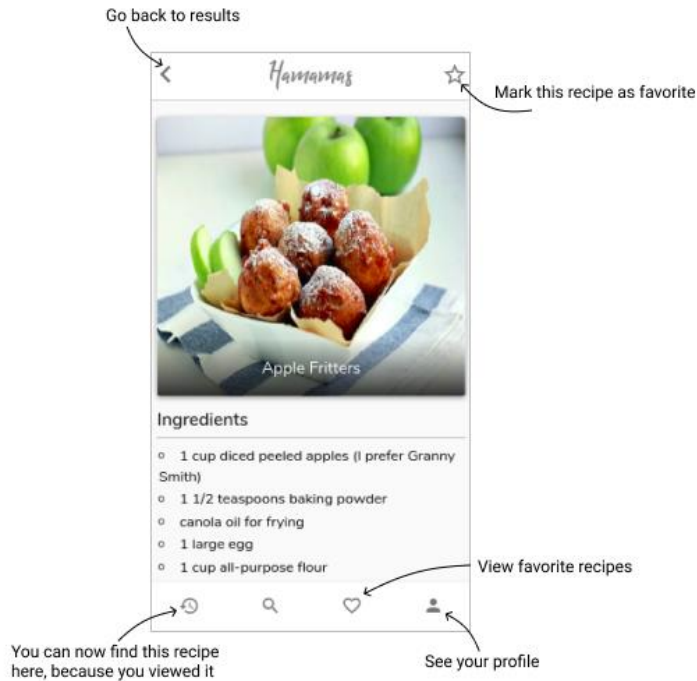 Go back to results
Hamamas
Mark this recipe as favorite
Apple Fritters
Ingredients
1 cup diced peeled apples (I prefer Granny
Smith)
1 1/2 teaspoons baking powder
canola oil for frying
1 large egg
1 cup all-purpose flour
View favorite recipes
You can now find this recipe
here, because you viewed it
See your profile